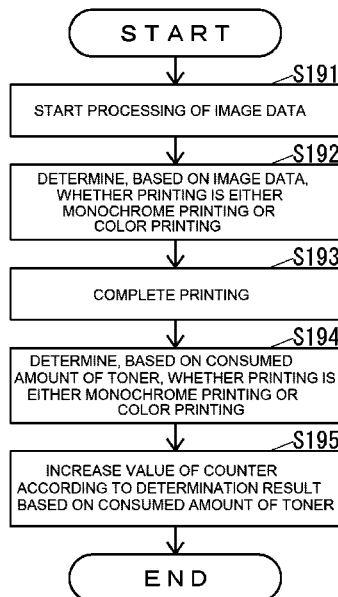 START
S191
START PROCESSING OF IMAGE DATA
S192
DETERMINE, BASED ON IMAGE DATA,
WHETHER PRINTING IS EITHER
MONOCHROME PRINTING OR
COLOR PRINTING
S193
COMPLETE PRINTING
S194
DETERMINE, BASED ON CONSUMED
AMOUNT OF TONER, WHETHER PRINTING IS
EITHER MONOCHROME PRINTING OR
COLOR PRINTING
S195
INCREASE VALUE OF COUNTER
ACCORDING TO DETERMINATION RESULT
BASED ON CONSUMED AMOUNT OF TONER
END